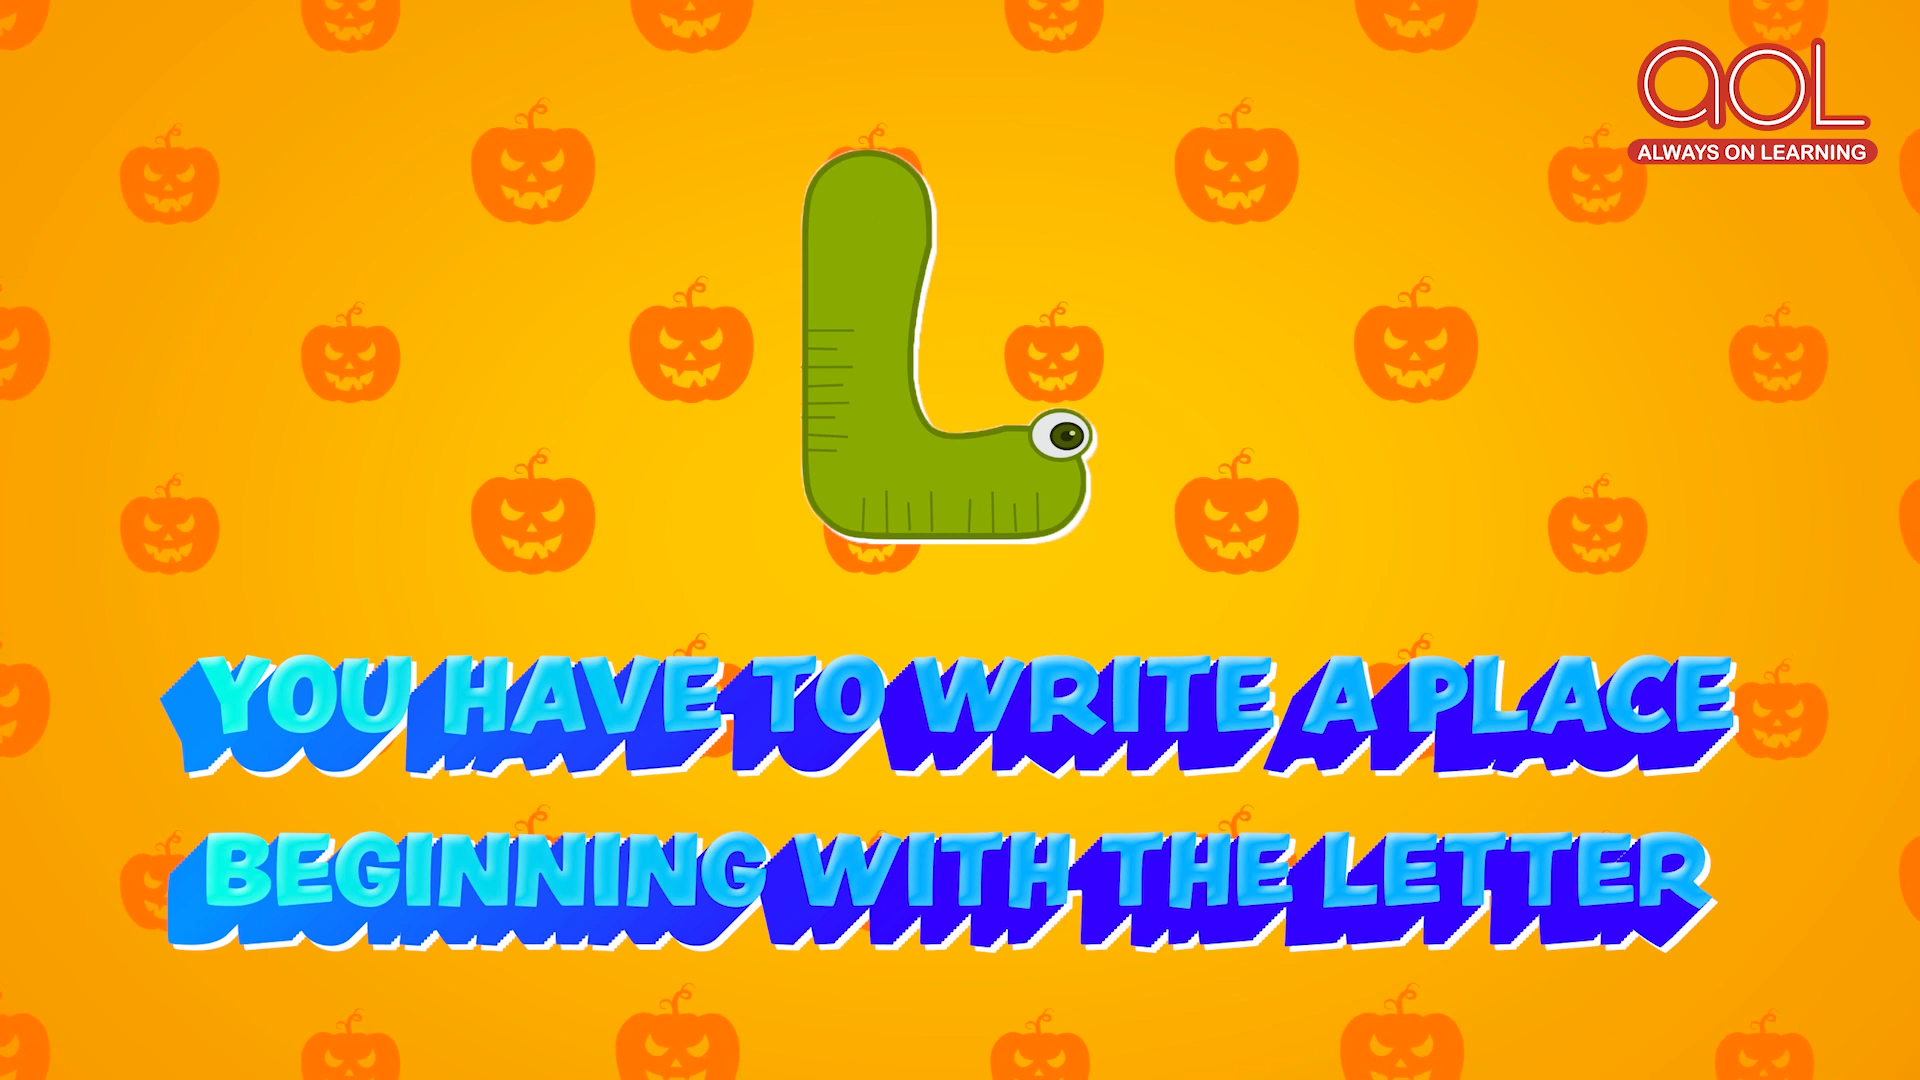 aOL
ALWAYS ON LEARNING
L
YOU HAVE TO WRITE A PLACE
BEGINNING WITH THE LETTER